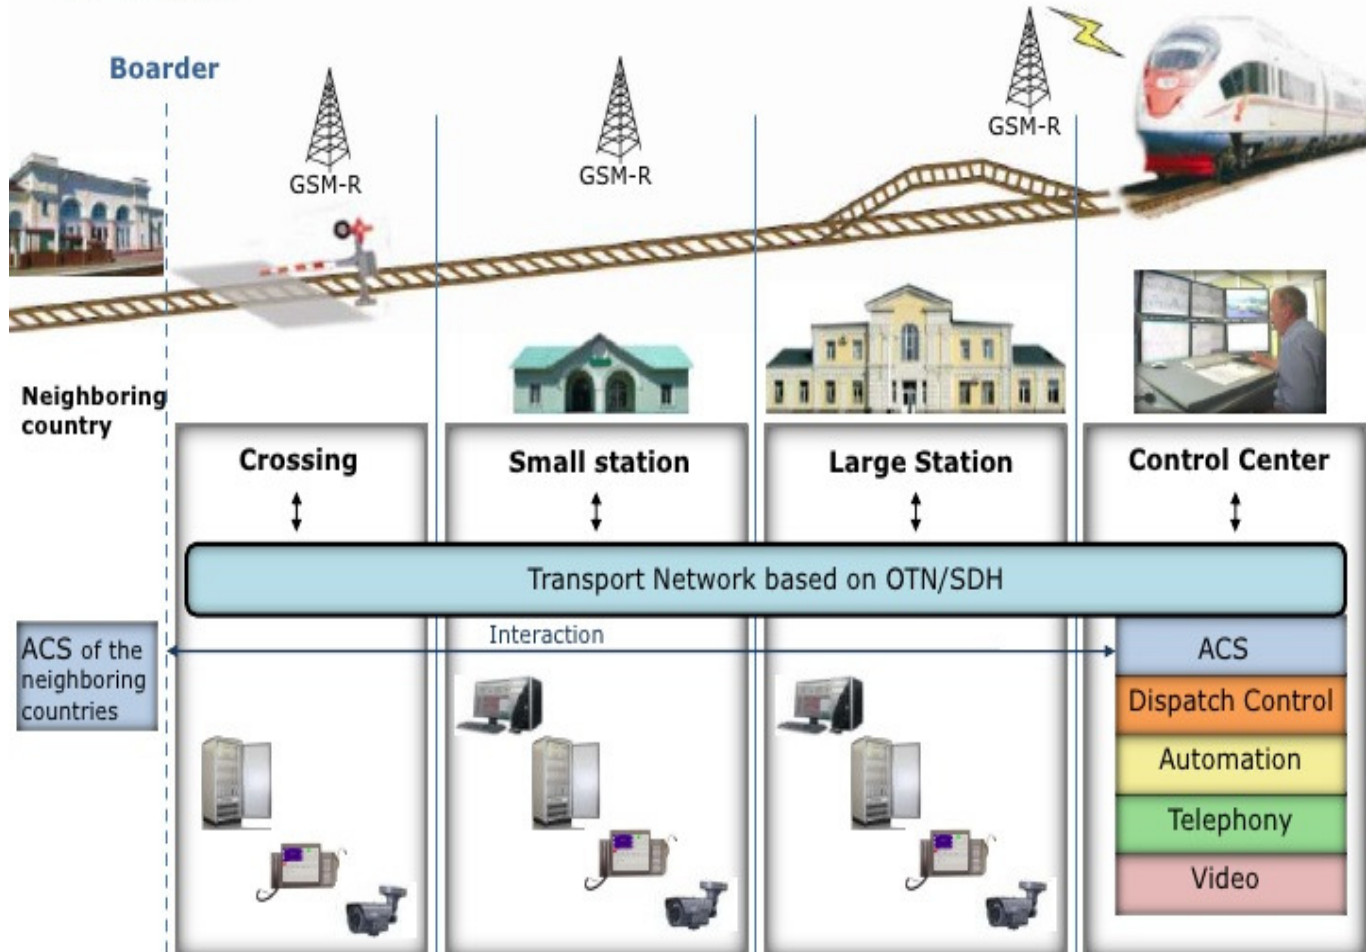 Boarder
GSM-R
GSM-R
GSM-R
Neighboring
country
Crossing
Small station
Large Station
Control Center
Transport Network based on OTN/SDH
Interaction
ACS of the
neighboring
countries
ACS
Dispatch Control
Automation
Telephony
Video